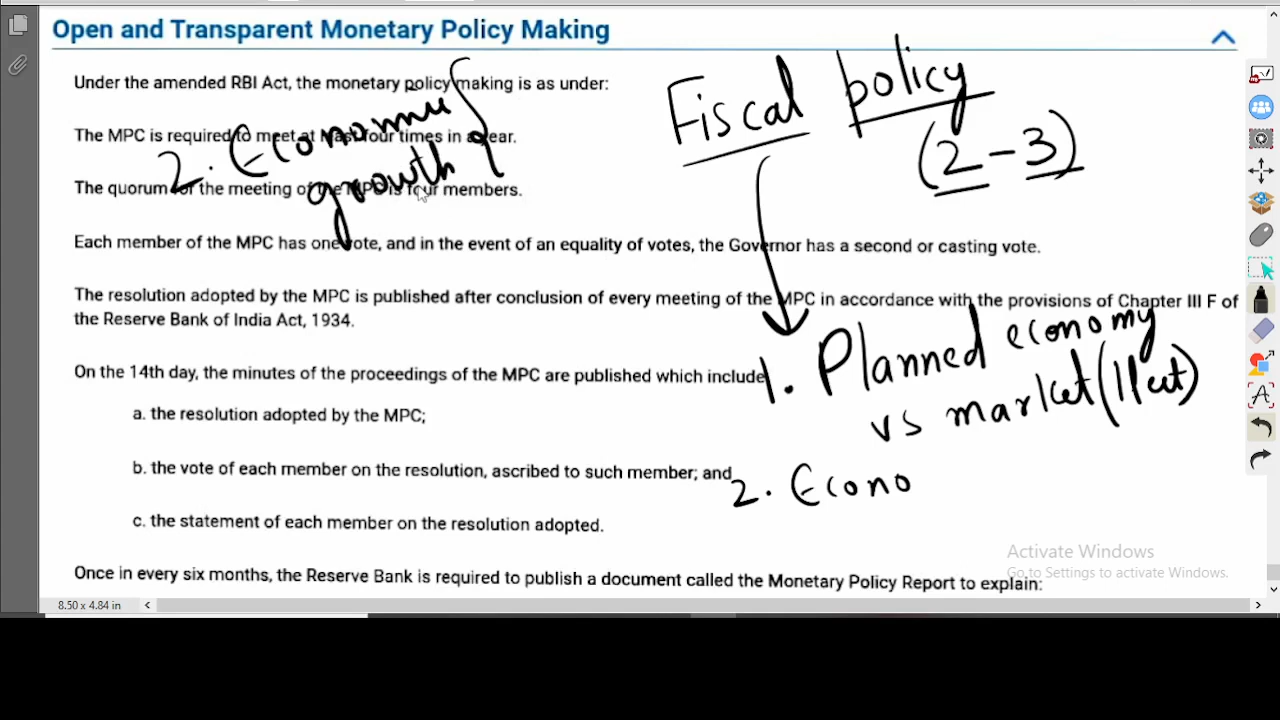 Open and Transparent Monetary Policy Making
Under the amended RBI Act, the monetary policy making is as under:
Fiscal policy
(2-3)
The MPC is required to meet at least four times in a year.
2. Economic
growth
The quorum for the meeting of the MPC is four members.
Each member of the MPC has one vote, and in the event of an equality of votes, the Governor has a second or casting vote.
The resolution adopted by the MPC is published after conclusion of every meeting of the MPC in accordance with the provisions of Chapter III F of
the Reserve Bank of India Act, 1934.
1. Planned economy
vs market
On the 14th day, the minutes of the proceedings of the MPC are published which include
a. the resolution adopted by the MPC;
b. the vote of each member on the resolution, ascribed to such member; and
2. Econo
c. the statement of each member on the resolution adopted.
Activate Windows
Go to Settings to activate Windows.
Once in every six months, the Reserve Bank is required to publish a document called the Monetary Policy Report to explain:
8.50 x 4.84 in